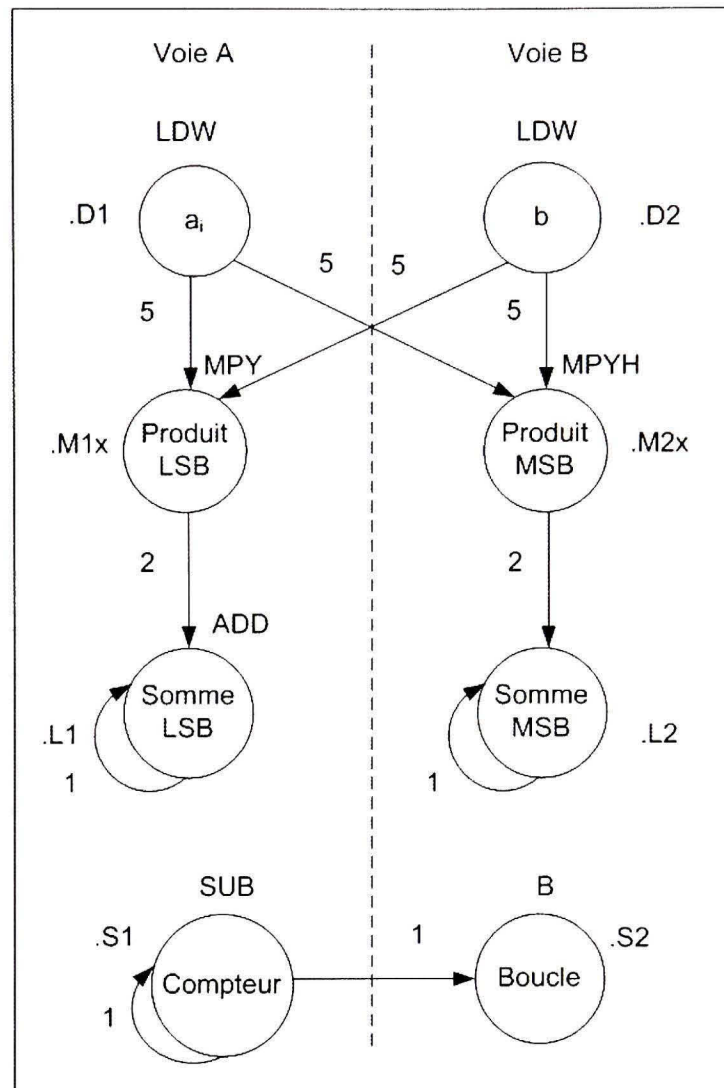 Voie A Voie B
LDW LDW
.D1 aᵢ b .D2
5 5
5 5
MPY MPYH
.M1x Produit LSB Produit MSB .M2x
2 2
ADD
Somme LSB Somme MSB
.L1 .L2
1 1
SUB B
.S1 1 .S2
Compteur Boucle
1